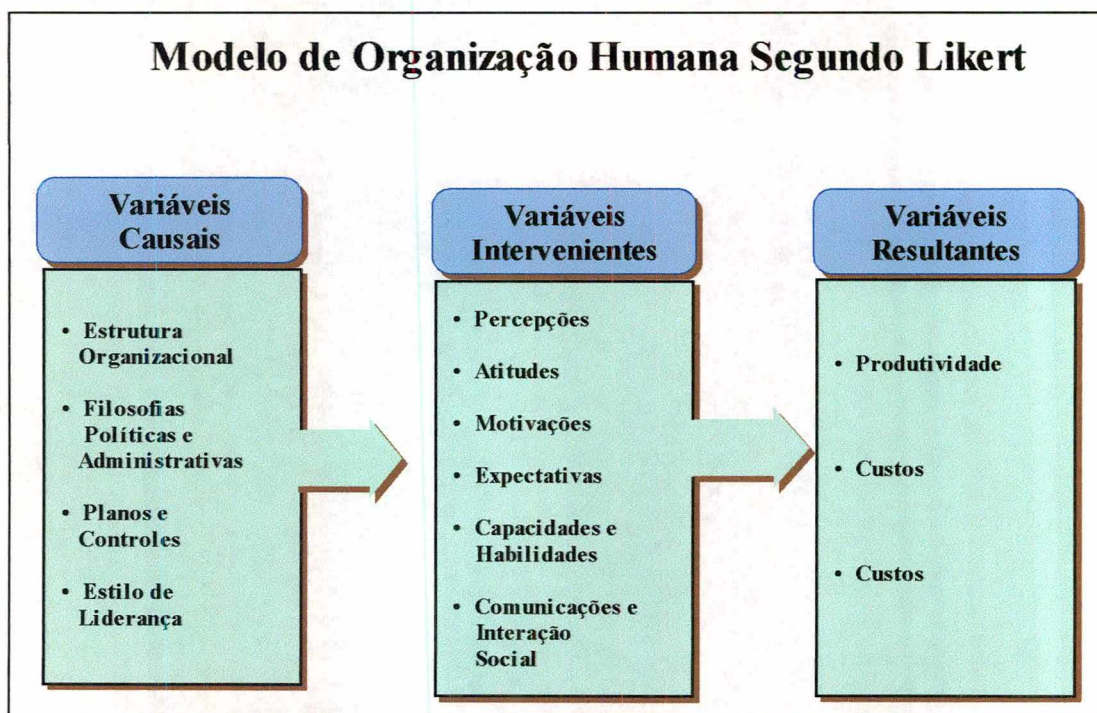 Modelo de Organização Humana Segundo Likert
Variáveis
Causais
• Estrutura
Organizacional
• Filosofias
Políticas e
Administrativas
• Planos e
Controles
• Estilo de
Liderança
Variáveis
Intervenientes
• Percepções
• Atitudes
• Motivações
• Expectativas
• Capacidades e
Habilidades
• Comunicações e
Interação
Social
Variáveis
Resultantes
• Produtividade
• Custos
• Custos